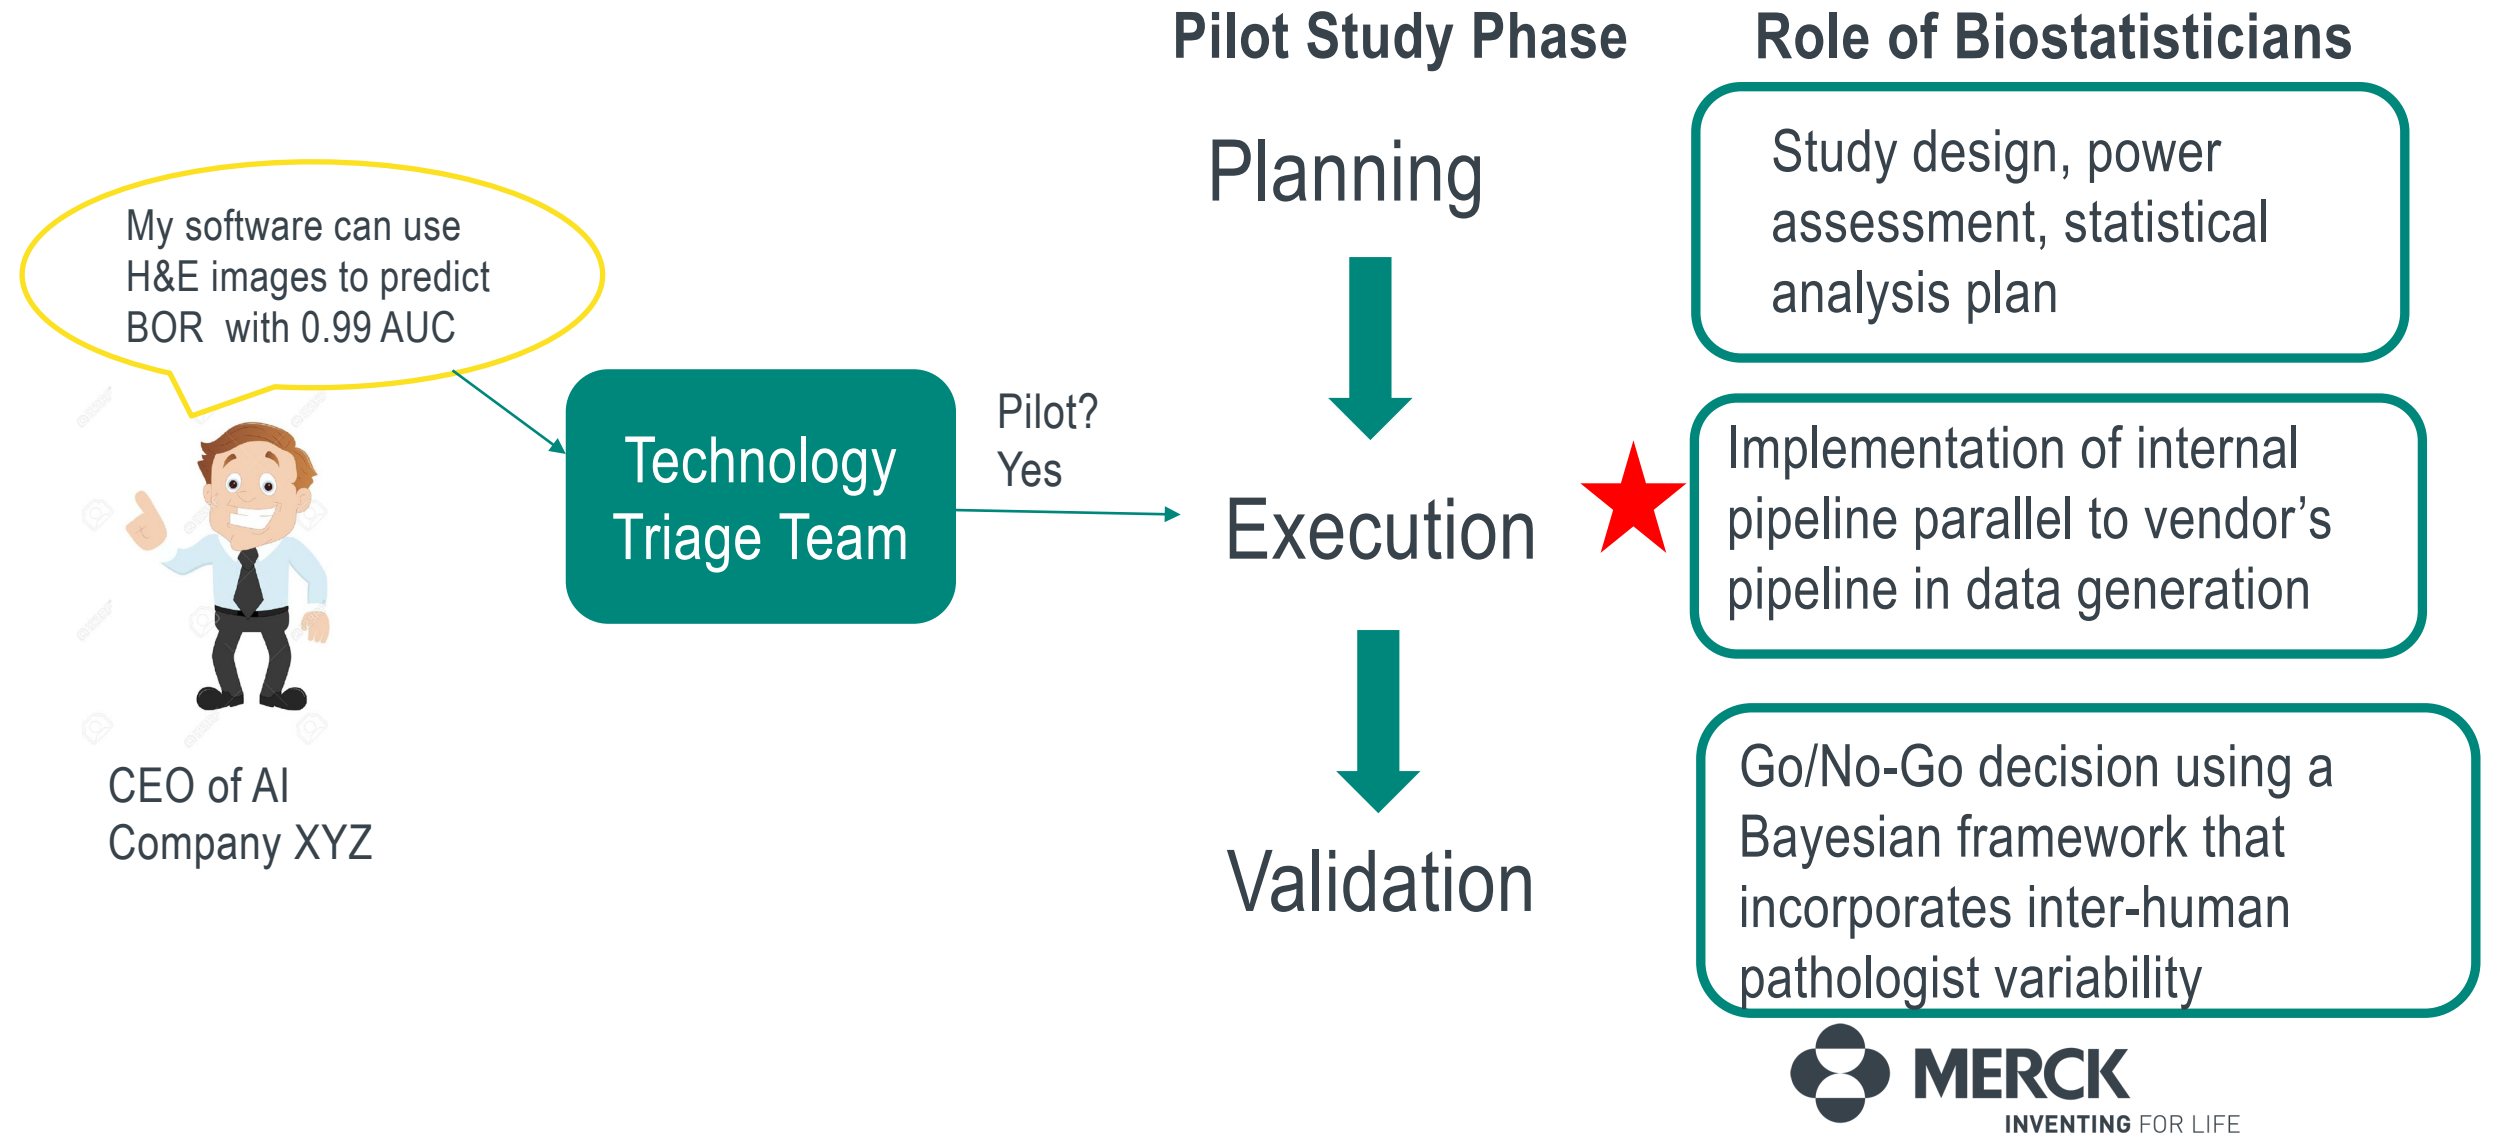 Pilot Study Phase
Role of Biostatisticians
My software can use
H&E images to predict
BOR with 0.99 AUC
CEO of AI
Company XYZ
Technology
Triage Team
Pilot?
Yes
Planning
Study design, power
assessment, statistical
analysis plan
Execution
Implementation of internal
pipeline parallel to vendor’s
pipeline in data generation
Validation
Go/No-Go decision using a
Bayesian framework that
incorporates inter-human
pathologist variability
MERCK
INVENTING FOR LIFE